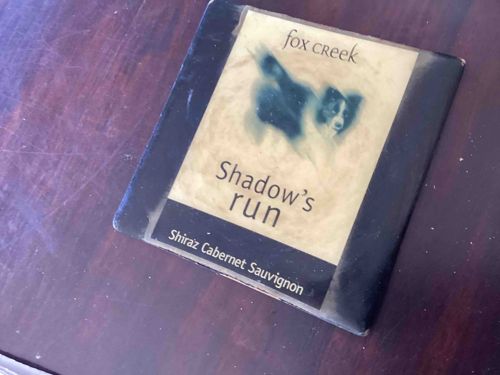 fox creek
Shadow's
run
Shiraz Cabernet Sauvignon